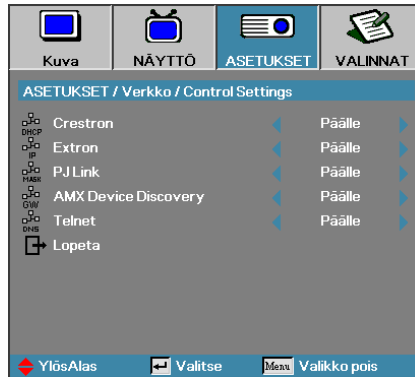 Kuva NÄYTTÖ ASETUKSET VALINNAT
ASETUKSET / Verkko / Control Settings
DHCP Crestron Päälle
IP Extron Päälle
MASK PJ Link Päälle
GW AMX Device Discovery Päälle
DNS Telnet Päälle
Lopeta
YlösAlas Valitse Menu Valikko pois